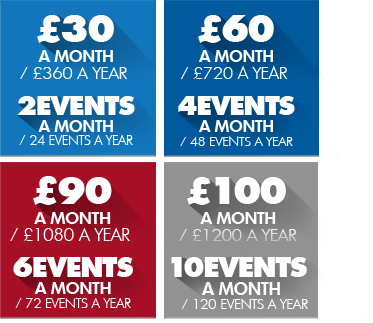 £30
A MONTH
/ £360 A YEAR
2EVENTS
A MONTH
/ 24 EVENTS A YEAR
£60
A MONTH
/ £720 A YEAR
4EVENTS
A MONTH
/ 48 EVENTS A YEAR
£90
A MONTH
/ £1080 A YEAR
6EVENTS
A MONTH
/ 72 EVENTS A YEAR
£100
A MONTH
/ £1200 A YEAR
10EVENTS
A MONTH
/ 120 EVENTS A YEAR